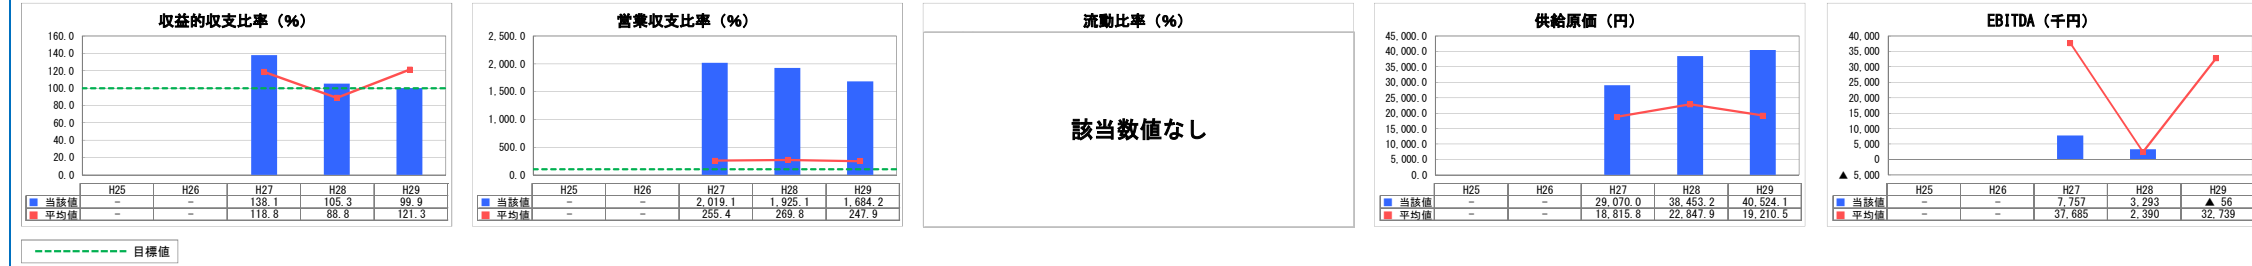 収益的収支比率（%）
160.0
140.0
120.0
100.0
80.0
60.0
40.0
20.0
0.0
H25 H26 H27 H28 H29
当該値 － － 138.1 105.3 99.9
平均値 － － 118.8 88.8 121.3
営業収支比率（%）
2,500.0
2,000.0
1,500.0
1,000.0
500.0
0.0
H25 H26 H27 H28 H29
当該値 － － 2,019.1 1,925.1 1,684.2
平均値 － － 255.4 269.8 247.9
流動比率（%）
該当数値なし
供給原価（円）
45,000.0
40,000.0
35,000.0
30,000.0
25,000.0
20,000.0
15,000.0
10,000.0
5,000.0
0.0
H25 H26 H27 H28 H29
当該値 － － 29,070.0 38,453.2 40,524.1
平均値 － － 18,815.8 22,847.9 19,210.5
EBITDA（千円）
40,000
35,000
30,000
25,000
20,000
15,000
10,000
5,000
0
▲ 5,000
H25 H26 H27 H28 H29
当該値 － － 7,757 3,293 ▲ 56
平均値 － － 37,685 2,390 32,739
目標値